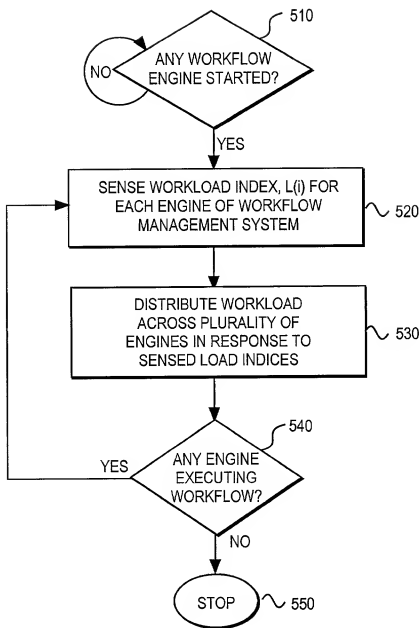 510
ANY WORKFLOW
ENGINE STARTED?
NO
YES
SENSE WORKLOAD INDEX, L(i) FOR
EACH ENGINE OF WORKFLOW
MANAGEMENT SYSTEM
520
DISTRIBUTE WORKLOAD
ACROSS PLURALITY OF
ENGINES IN RESPONSE TO
SENSED LOAD INDICES
530
540
YES
ANY ENGINE
EXECUTING
WORKFLOW?
NO
STOP
550